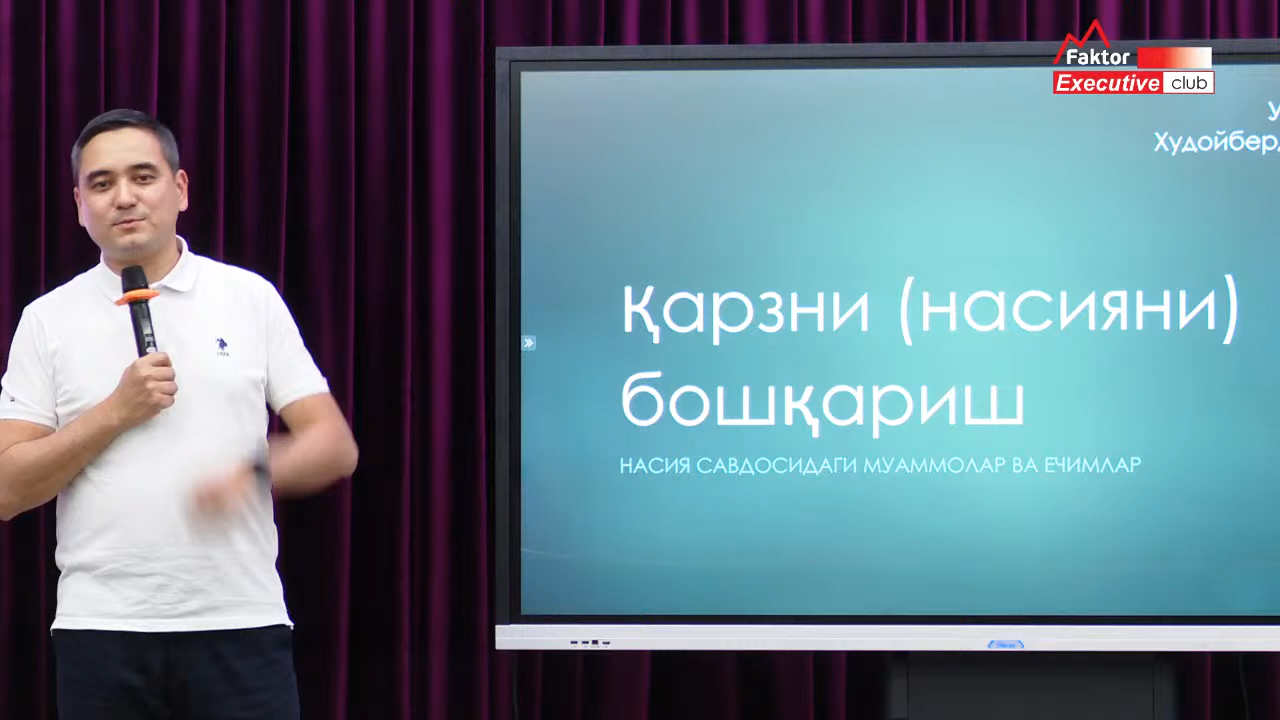 Faktor
Executive club
У
Худойберд
Қарзни (насияни)
бошқариш
НАСИЯ САВДОСИДАГИ МУАММОЛАР ВА ЕЧИМЛАР